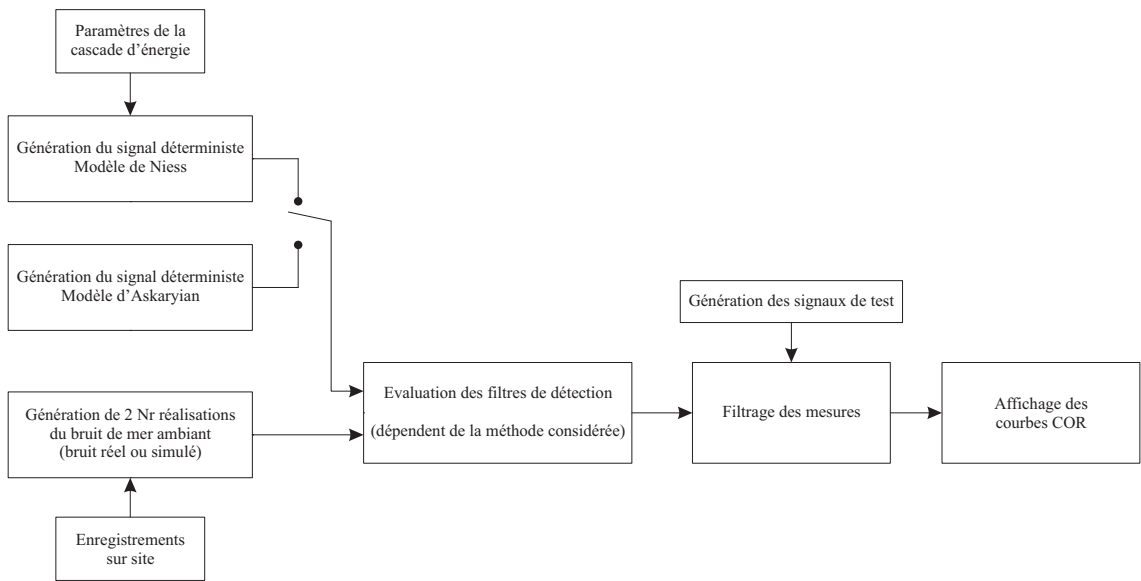 Paramètres de la
cascade d'énergie
Génération du signal déterministe
Modèle de Niess
Génération du signal déterministe
Modèle d'Askaryian
Génération des signaux de test
Génération de 2 Nr réalisations
du bruit de mer ambiant
(bruit réel ou simulé)
Evaluation des filtres de détection
(dépendent de la méthode considérée)
Filtrage des mesures
Affichage des
courbes COR
Enregistrements
sur site